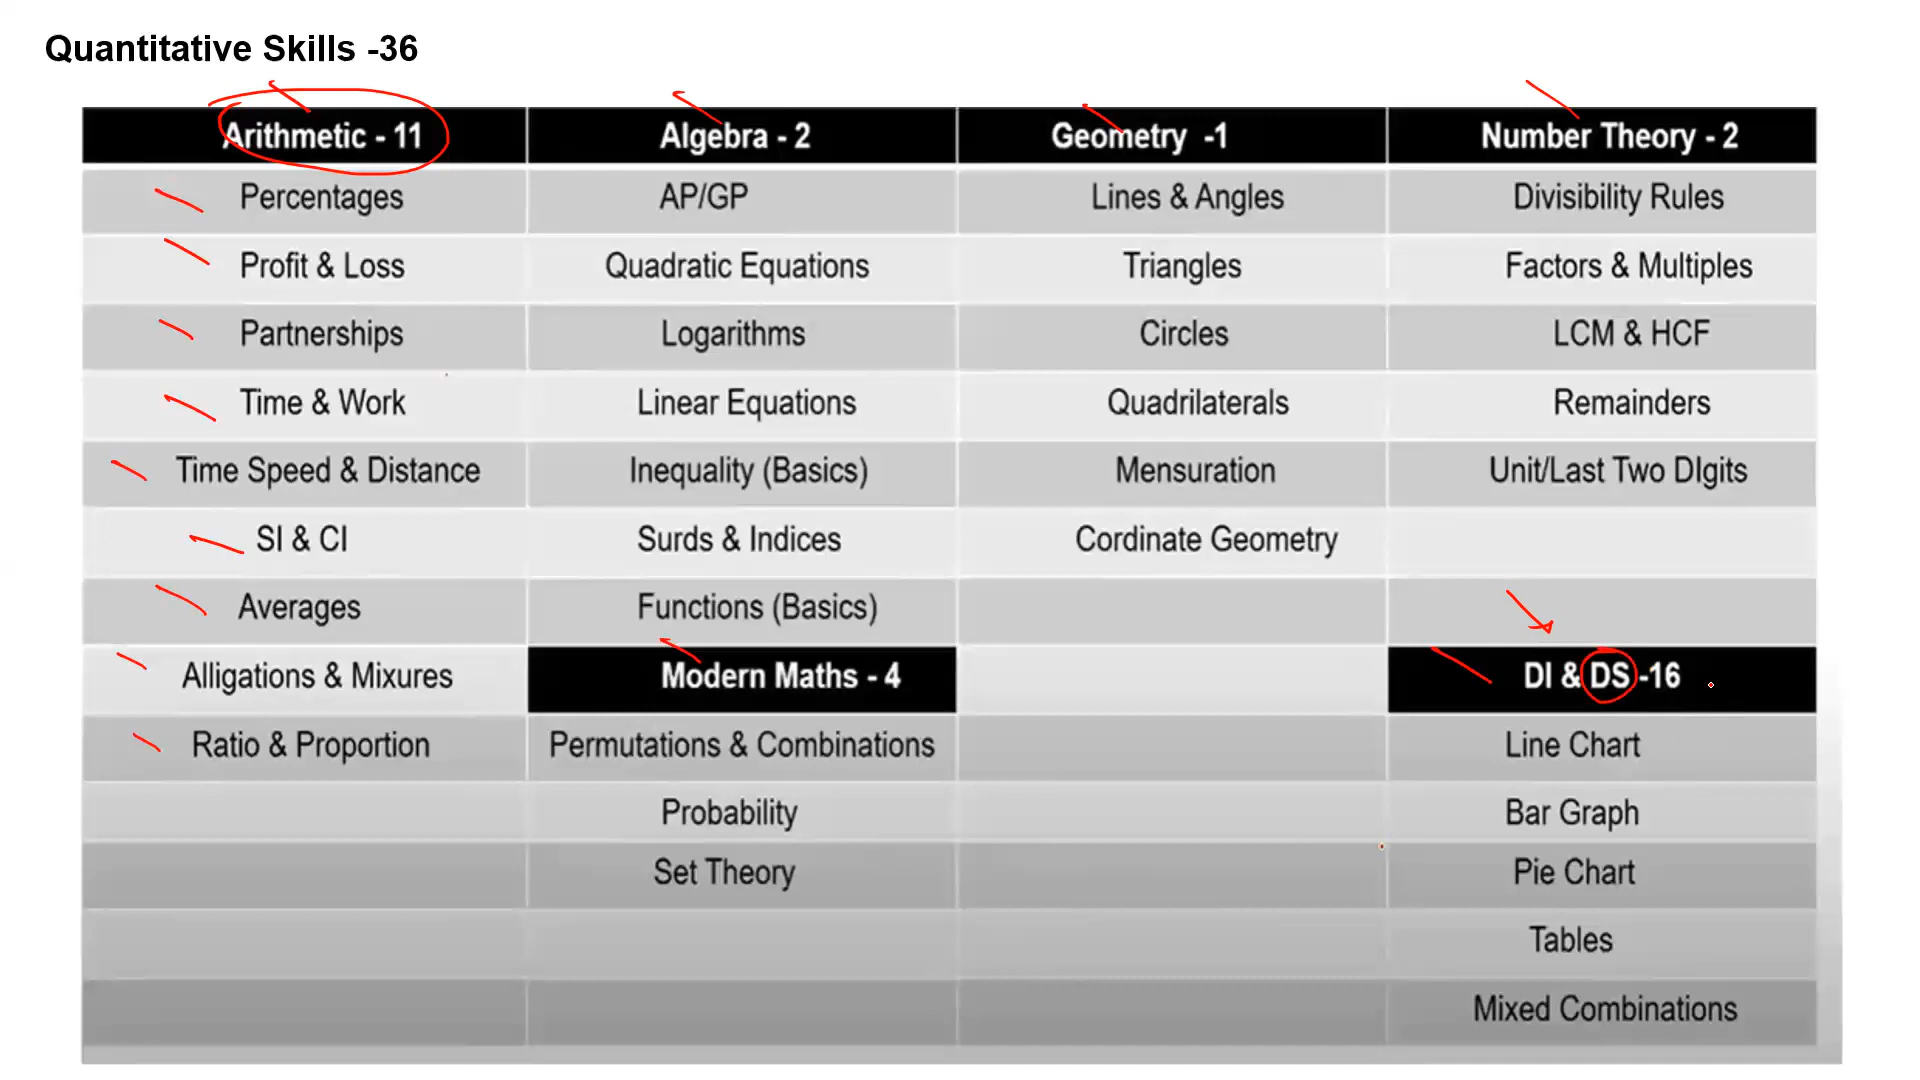 Quantitative Skills -36
Arithmetic - 11 Algebra - 2 Geometry -1 Number Theory - 2
Percentages AP/GP Lines & Angles Divisibility Rules
Profit & Loss Quadratic Equations Triangles Factors & Multiples
Partnerships Logarithms Circles LCM & HCF
Time & Work Linear Equations Quadrilaterals Remainders
Time Speed & Distance Inequality (Basics) Mensuration Unit/Last Two DIgits
SI & CI Surds & Indices Cordinate Geometry
Averages Functions (Basics)
Alligations & Mixures Modern Maths - 4 DI & DS -16
Ratio & Proportion Permutations & Combinations Line Chart
Probability Bar Graph
Set Theory Pie Chart
Tables
Mixed Combinations